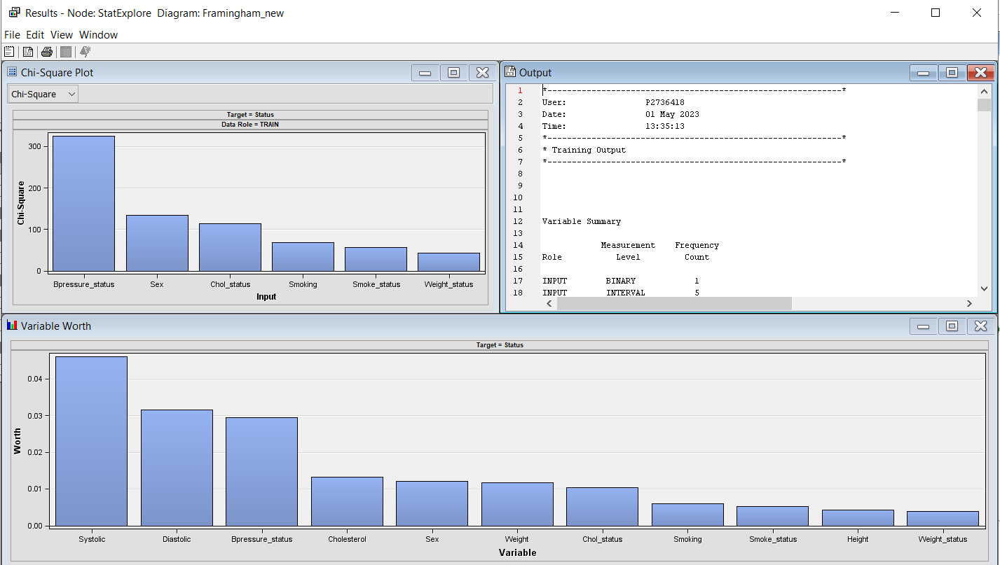 Results - Node: StatExplore Diagram: Framingham_new
File Edit View Window
Chi-Square Plot
Chi-Square
Target = Status
Data Role = TRAIN
300
200
100
0
Chi-Square
Bpressure_status Sex Chol_status Smoking Smoke_status Weight_status
Input
Output
1 *------------------------------------------------------------*
2 User: P2736418
3 Date: 01 May 2023
4 Time: 13:35:13
5 *------------------------------------------------------------*
6 * Training Output
7 *------------------------------------------------------------*
8
9
10
11
12 Variable Summary
13
14 Measurement Frequency
15 Role Level Count
16
17 INPUT BINARY 1
18 INPUT INTERVAL 5
Variable Worth
Target = Status
0.04
0.03
0.02
0.01
0.00
Worth
Systolic Diastolic Bpressure_status Cholesterol Sex Weight Chol_status Smoking Smoke_status Height Weight_status
Variable